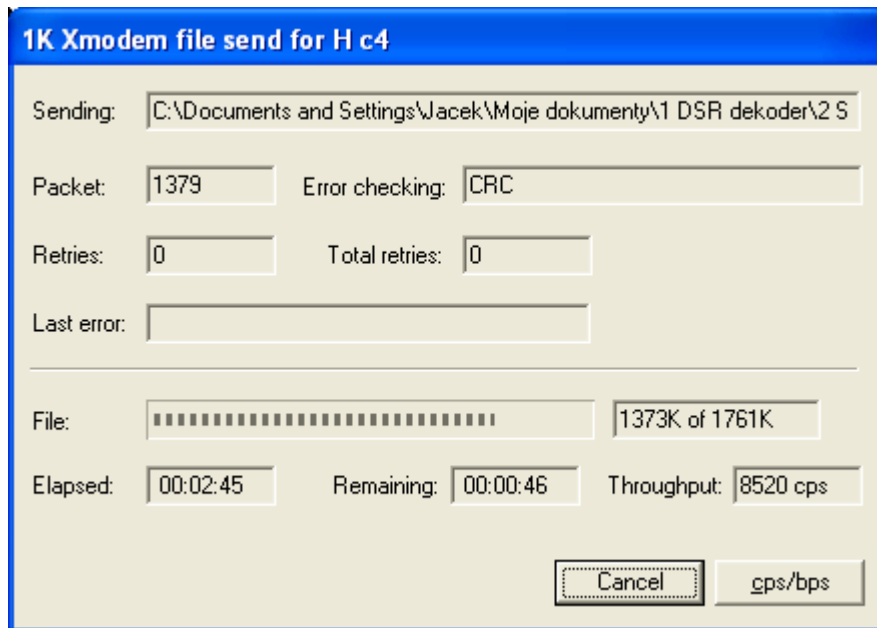 1K Xmodem file send for H c4
Sending: C:\Documents and Settings\Jacek\Moje dokumenty\1 DSR dekoder\2 S
Packet: 1379 Error checking: CRC
Retries: 0 Total retries: 0
Last error:
File: 1373K of 1761K
Elapsed: 00:02:45 Remaining: 00:00:46 Throughput: 8520 cps
Cancel cps/bps